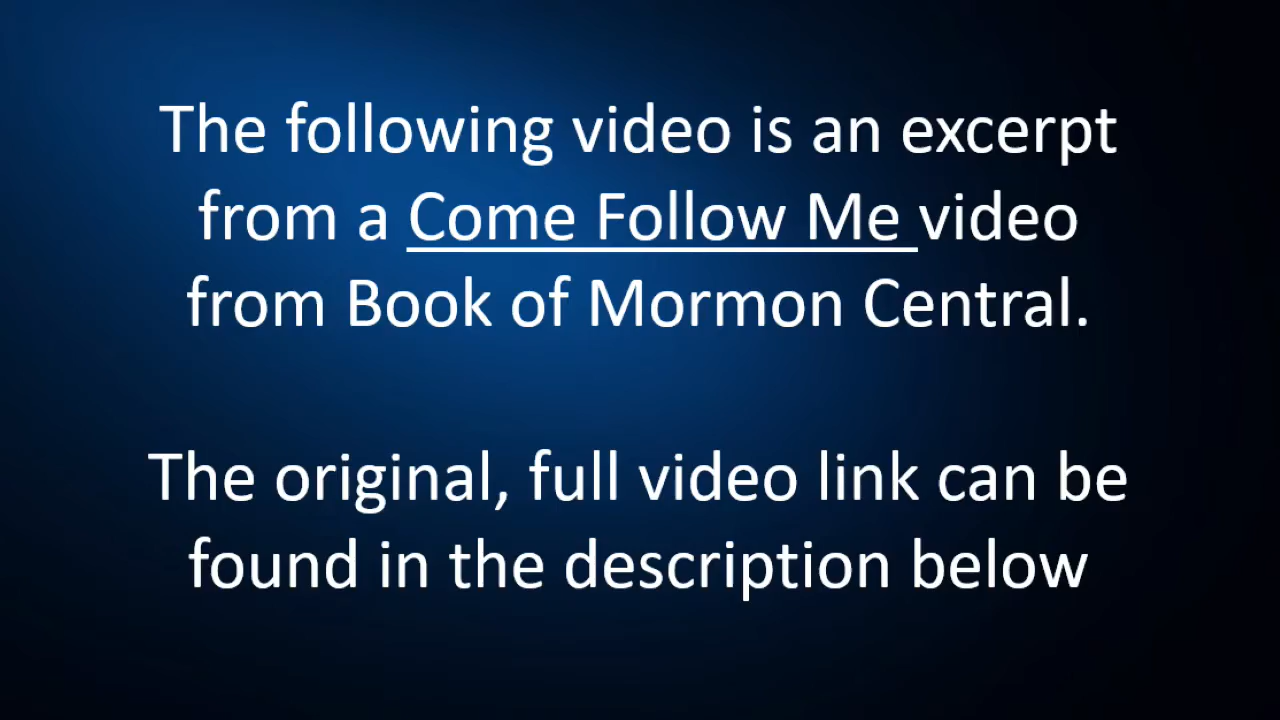 The following video is an excerpt
from a Come Follow Me video
from Book of Mormon Central.
The original, full video link can be
found in the description below